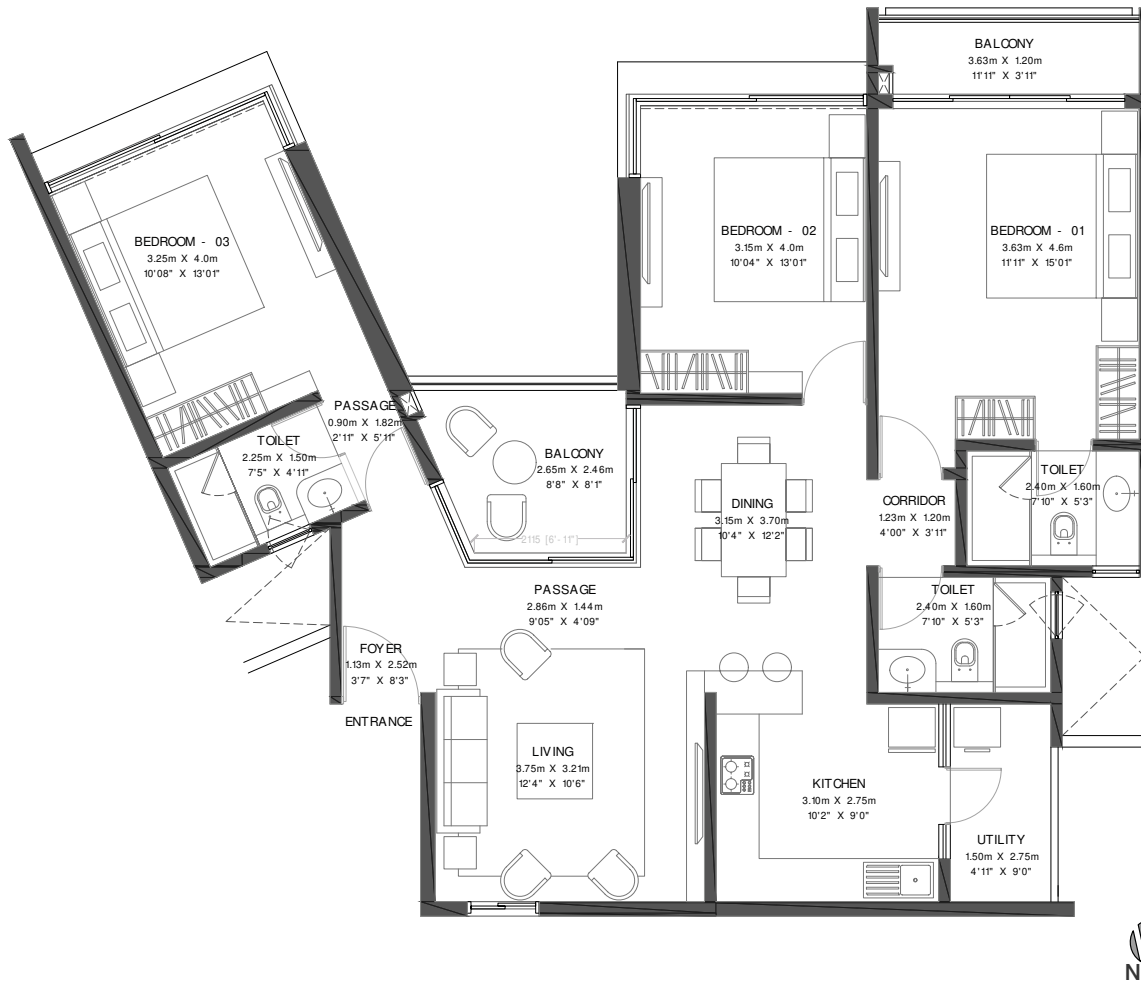 BALCONY
3.63m X 1.20m
11'11" X 3'11"
BEDROOM - 03
3.25m X 4.0m
10'08" X 13'01"
BEDROOM - 02
3.15m X 4.0m
10'04" X 13'01"
BEDROOM - 01
3.63m X 4.6m
11'11" X 15'01"
PASSAGE
0.90m X 1.82m
2'11" X 5'11"
TOILET
2.25m X 1.50m
7'5" X 4'11"
BALCONY
2.65m X 2.46m
8'8" X 8'1"
2115 [6'-11"]
DINING
3.15m X 3.70m
10'4" X 12'2"
CORRIDOR
1.23m X 1.20m
4'00" X 3'11"
TOILET
2.40m X 1.60m
7'10" X 5'3"
PASSAGE
2.86m X 1.44m
9'05" X 4'09"
TOILET
2.40m X 1.60m
7'10" X 5'3"
FOYER
1.13m X 2.52m
3'7" X 8'3"
ENTRANCE
LIVING
3.75m X 3.21m
12'4" X 10'6"
KITCHEN
3.10m X 2.75m
10'2" X 9'0"
UTILITY
1.50m X 2.75m
4'11" X 9'0"
N